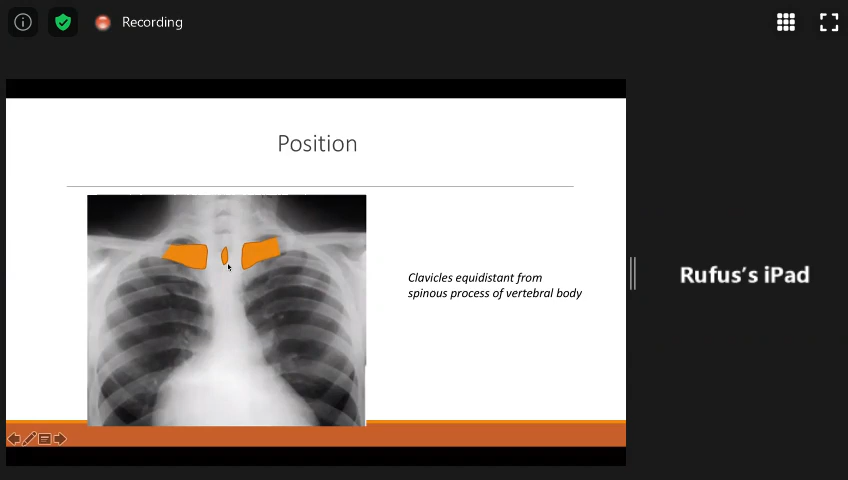 Recording
Position
Clavicles equidistant from
spinous process of vertebral body
Rufus's iPad